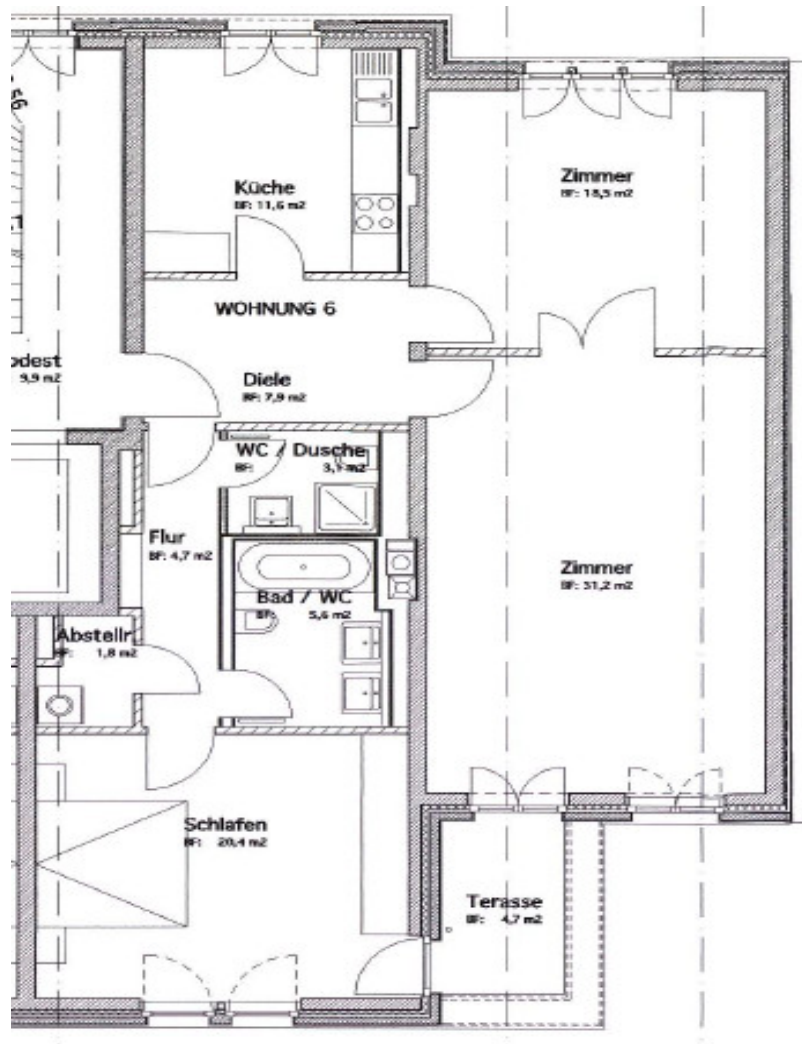 Küche
BF: 11,6 m2
Zimmer
BF: 18,5 m2
WOHNUNG 6
9,9 m2
Diele
BF: 7,9 m2
WC / Dusche
BF:
Flur
BF: 4,7 m2
Zimmer
BF: 31,2 m2
Bad / WC
BF: 5,6 m2
Abstellr
BF: 1,8 m2
Schlafen
BF: 20,4 m2
Terasse
BF: 4,7 m2